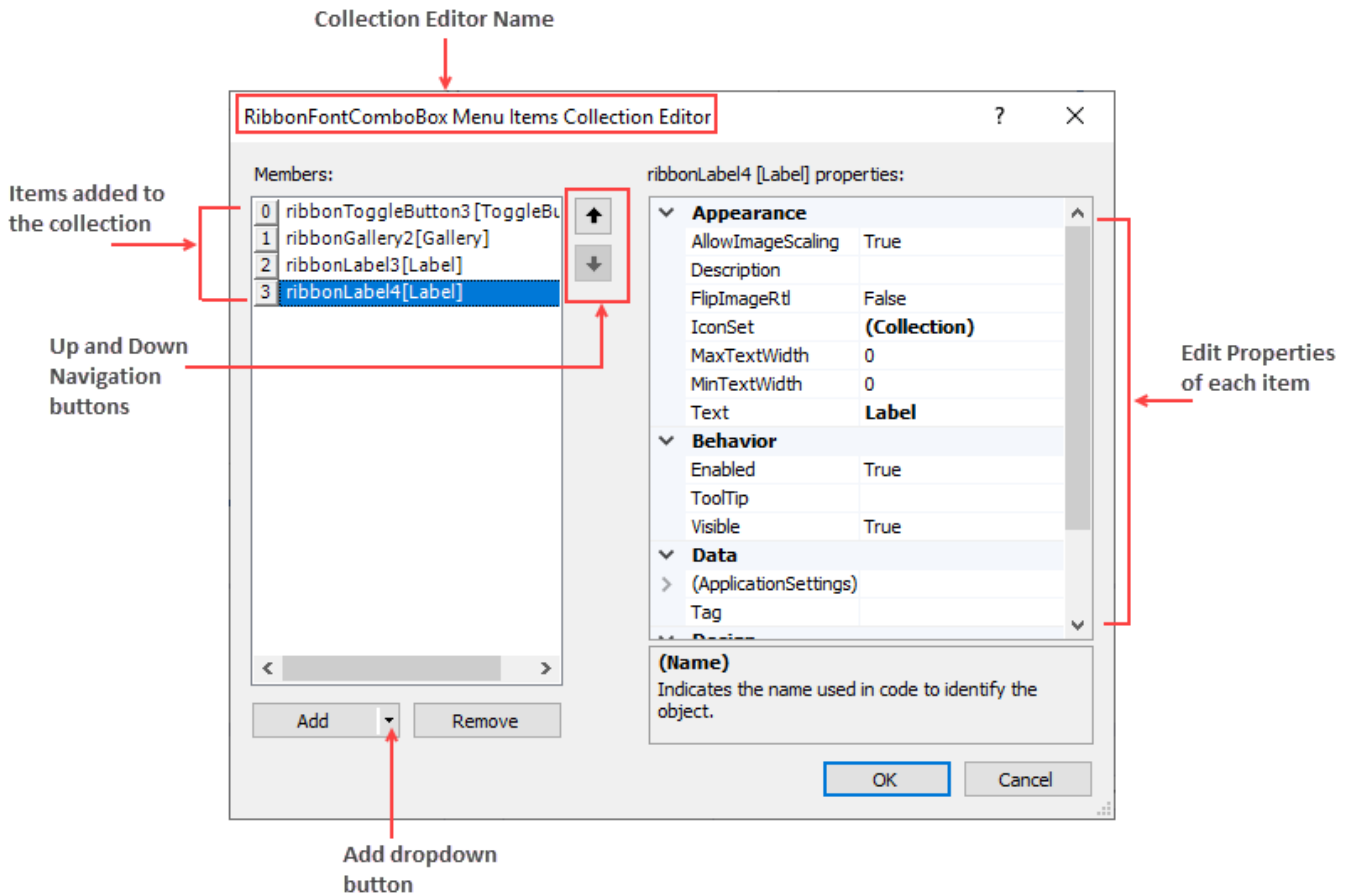 Collection Editor Name
RibbonFontComboBox Menu Items Collection Editor
?
Members:
ribbonLabel4 [Label] properties:
Items added to
the collection
0 ribbonToggleButton3 [ToggleBu
1 ribbonGallery2[Gallery]
2 ribbonLabel3[Label]
3 ribbonLabel4[Label]
Up and Down
Navigation
buttons
Appearance
AllowImageScaling True
Description
FlipImageRtl False
IconSet (Collection)
MaxTextWidth 0
MinTextWidth 0
Text Label
Behavior
Enabled True
ToolTip
Visible True
Data
(ApplicationSettings)
Tag
Design
Edit Properties
of each item
(Name)
Indicates the name used in code to identify the
object.
Add
Remove
OK
Cancel
Add dropdown
button